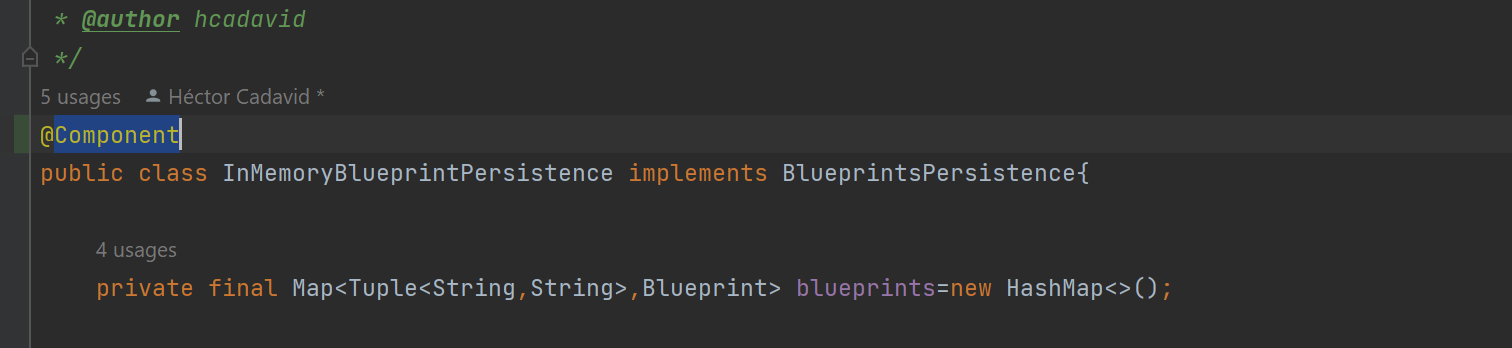 * @author hcadavid
*/
5 usages Héctor Cadavid *
@Component
public class InMemoryBlueprintPersistence implements BlueprintsPersistence{
4 usages
private final Map<Tuple<String,String>,Blueprint> blueprints=new HashMap<>();